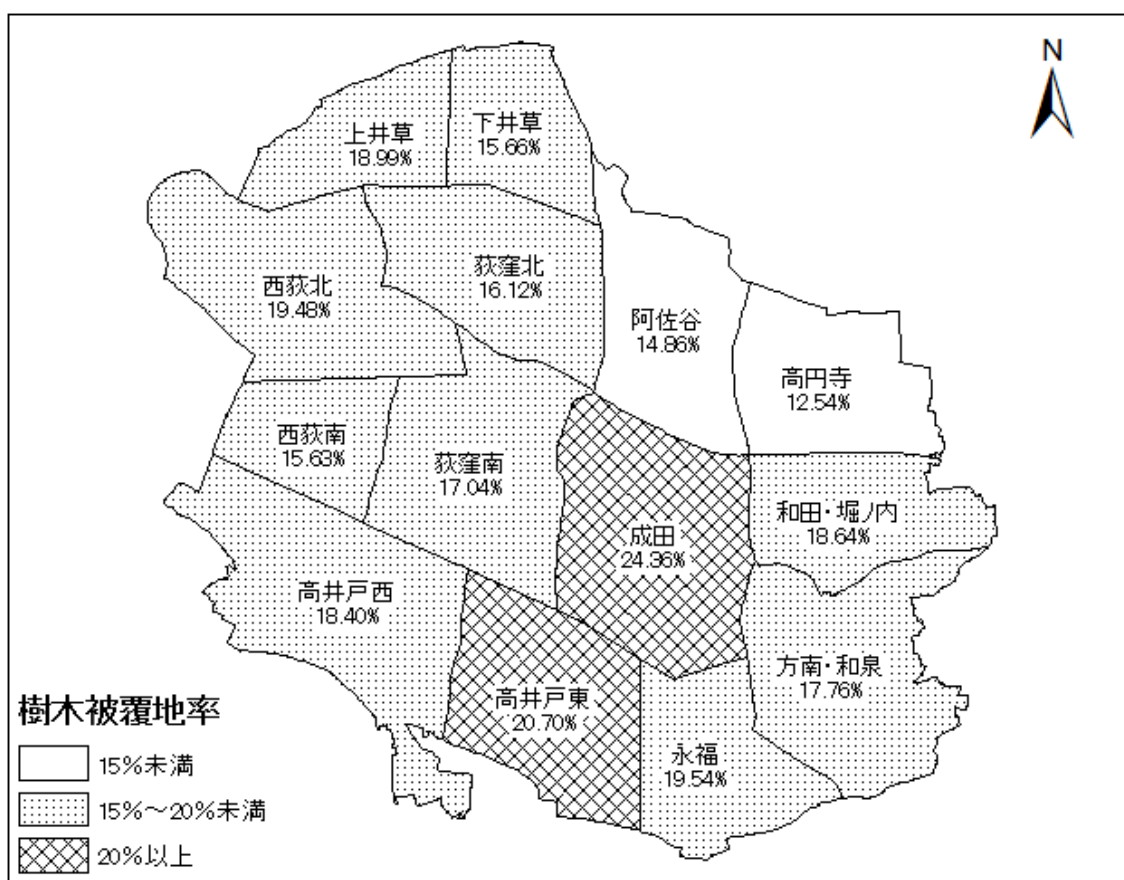 N
上井草
18.99%
下井草
15.66%
西荻北
19.48%
荻窪北
16.12%
阿佐谷
14.86%
高円寺
12.54%
西荻南
15.63%
荻窪南
17.04%
成田
24.36%
和田・堀ノ内
18.64%
高井戸西
18.40%
高井戸東
20.70%
永福
19.54%
方南・和泉
17.76%
樹木被覆地率
15%未満
15%～20%未満
20%以上